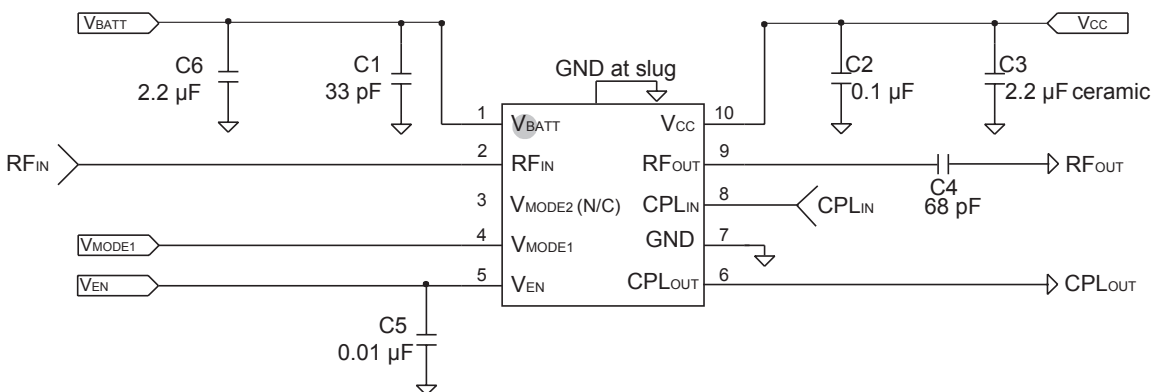 VBATT
VCC
C6
2.2 µF
C1
33 pF
GND at slug
C2
0.1 µF
C3
2.2 µF ceramic
1
VBATT
VCC
10
RFIN
2
RFIN
RFOUT
9
C4
68 pF
RFOUT
3
VMODE2 (N/C)
CPLIN
8
CPLIN
VMODE1
4
VMODE1
GND
7
VEN
5
VEN
CPLOUT
6
CPLOUT
C5
0.01 µF